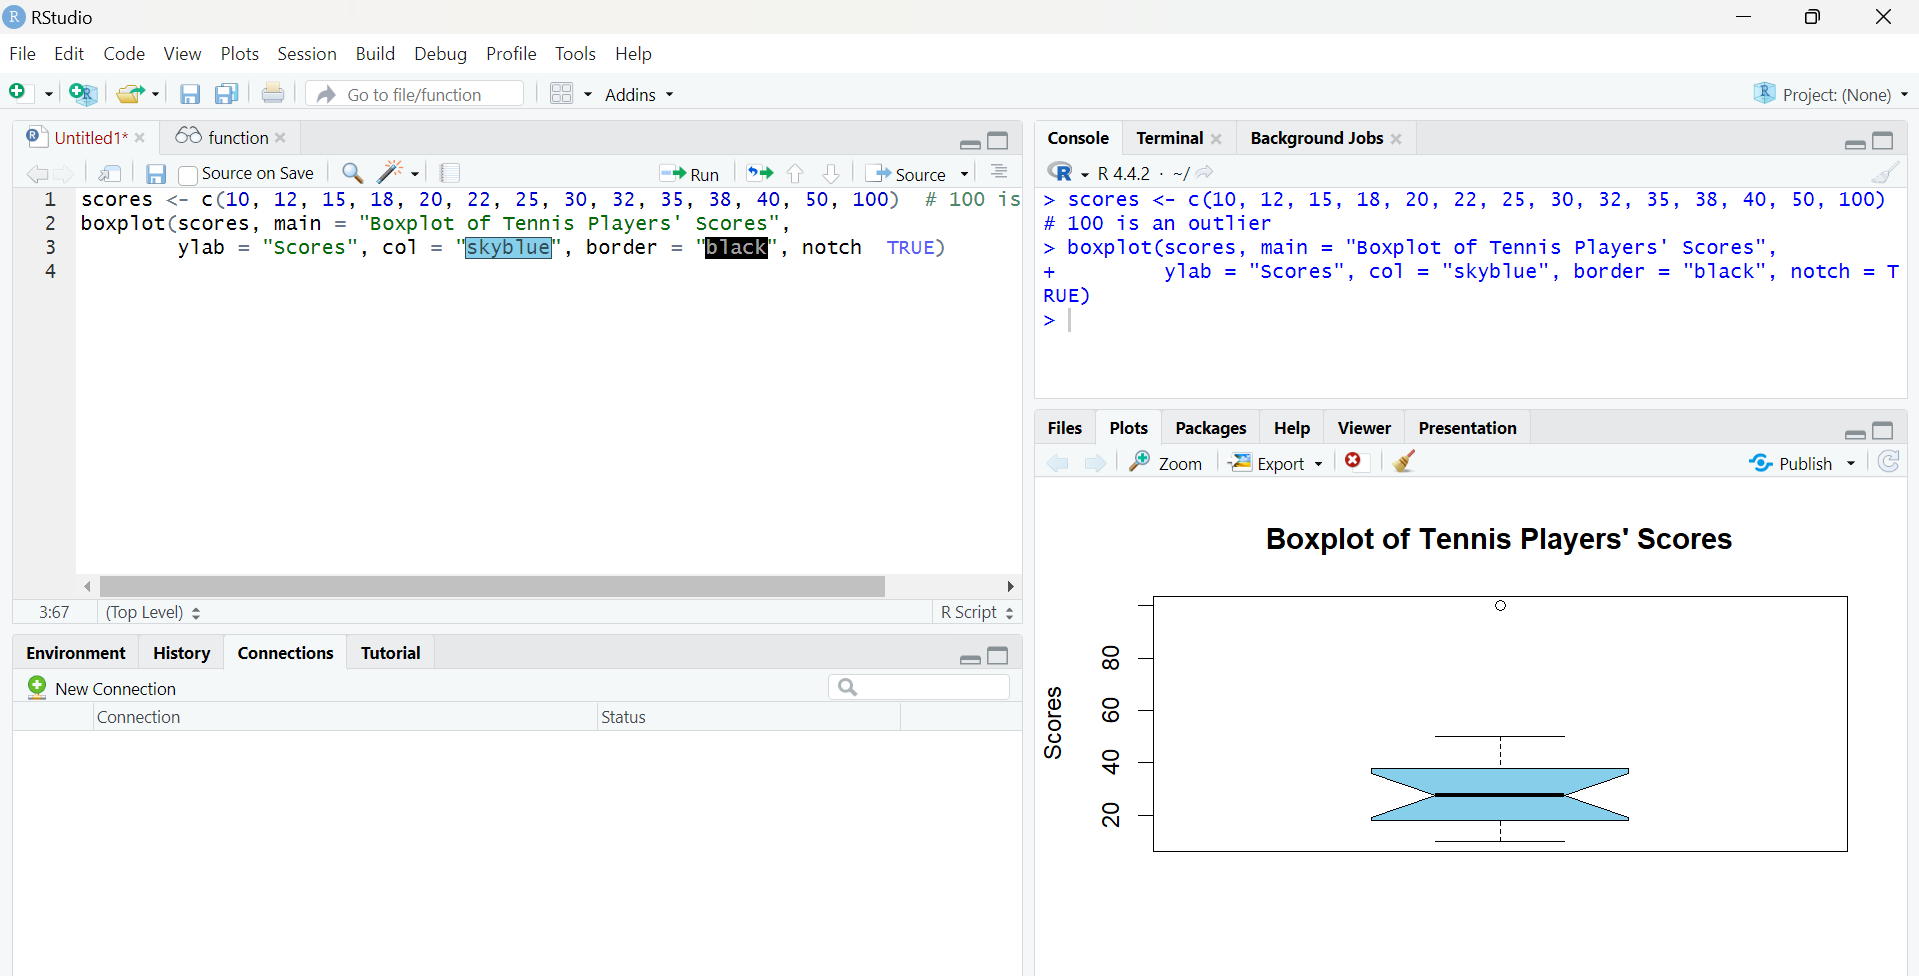 RStudio
File Edit Code View Plots Session Build Debug Profile Tools Help
Go to file/function Addins Project: (None)
Untitled1* function
Source on Save Run Source
1 scores <- c(10, 12, 15, 18, 20, 22, 25, 30, 32, 35, 38, 40, 50, 100) # 100 is
2 boxplot(scores, main = "Boxplot of Tennis Players' Scores",
3 ylab = "Scores", col = "skyblue", border = "black", notch TRUE)
4
3:67 (Top Level) R Script
Environment History Connections Tutorial
New Connection
Connection Status
Console Terminal Background Jobs
R 4.4.2 · ~/
> scores <- c(10, 12, 15, 18, 20, 22, 25, 30, 32, 35, 38, 40, 50, 100)
# 100 is an outlier
> boxplot(scores, main = "Boxplot of Tennis Players' Scores",
+ ylab = "Scores", col = "skyblue", border = "black", notch = T
RUE)
>
Files Plots Packages Help Viewer Presentation
Zoom Export Publish
Boxplot of Tennis Players' Scores
Scores
80
60
40
20